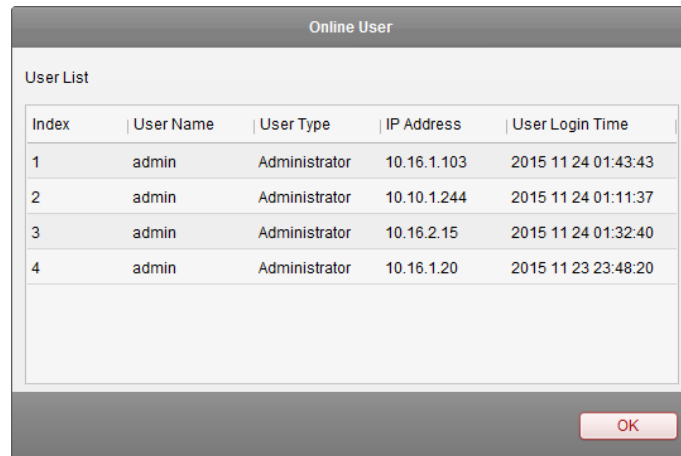 Online User
User List
Index User Name User Type IP Address User Login Time
1 admin Administrator 10.16.1.103 2015 11 24 01:43:43
2 admin Administrator 10.10.1.244 2015 11 24 01:11:37
3 admin Administrator 10.16.2.15 2015 11 24 01:32:40
4 admin Administrator 10.16.1.20 2015 11 23 23:48:20
OK